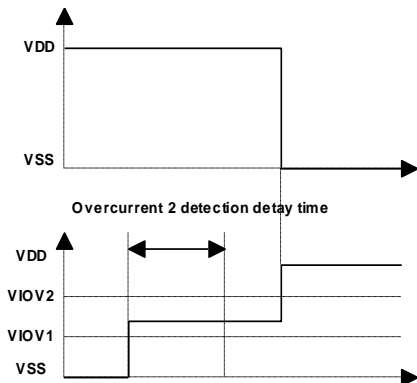 VDD
VSS
Overcurrent 2 detection detay time
VDD
VIOV2
VIOV1
VSS